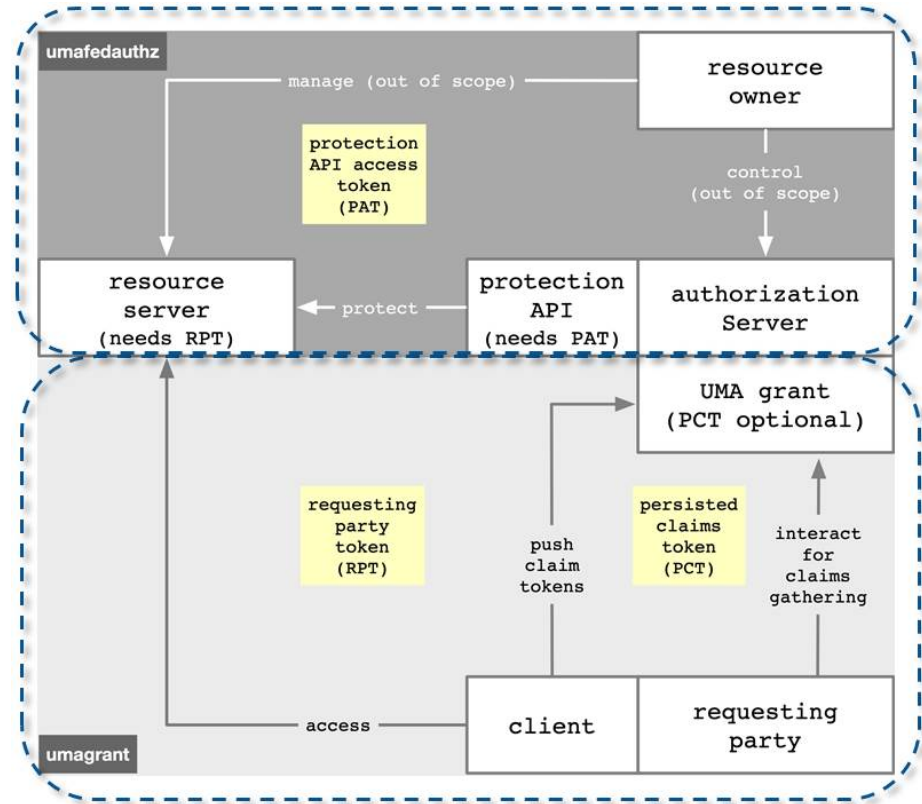 umafedauthz
resource
owner
manage (out of scope)
protection
API access
token
(PAT)
control
(out of scope)
resource
server
(needs RPT)
protect
protection
API
(needs PAT)
authorization
Server
UMA grant
(PCT optional)
requesting
party
token
(RPT)
push
claim
tokens
persisted
claims
token
(PCT)
interact
for
claims
gathering
access
client
requesting
party
umagrant